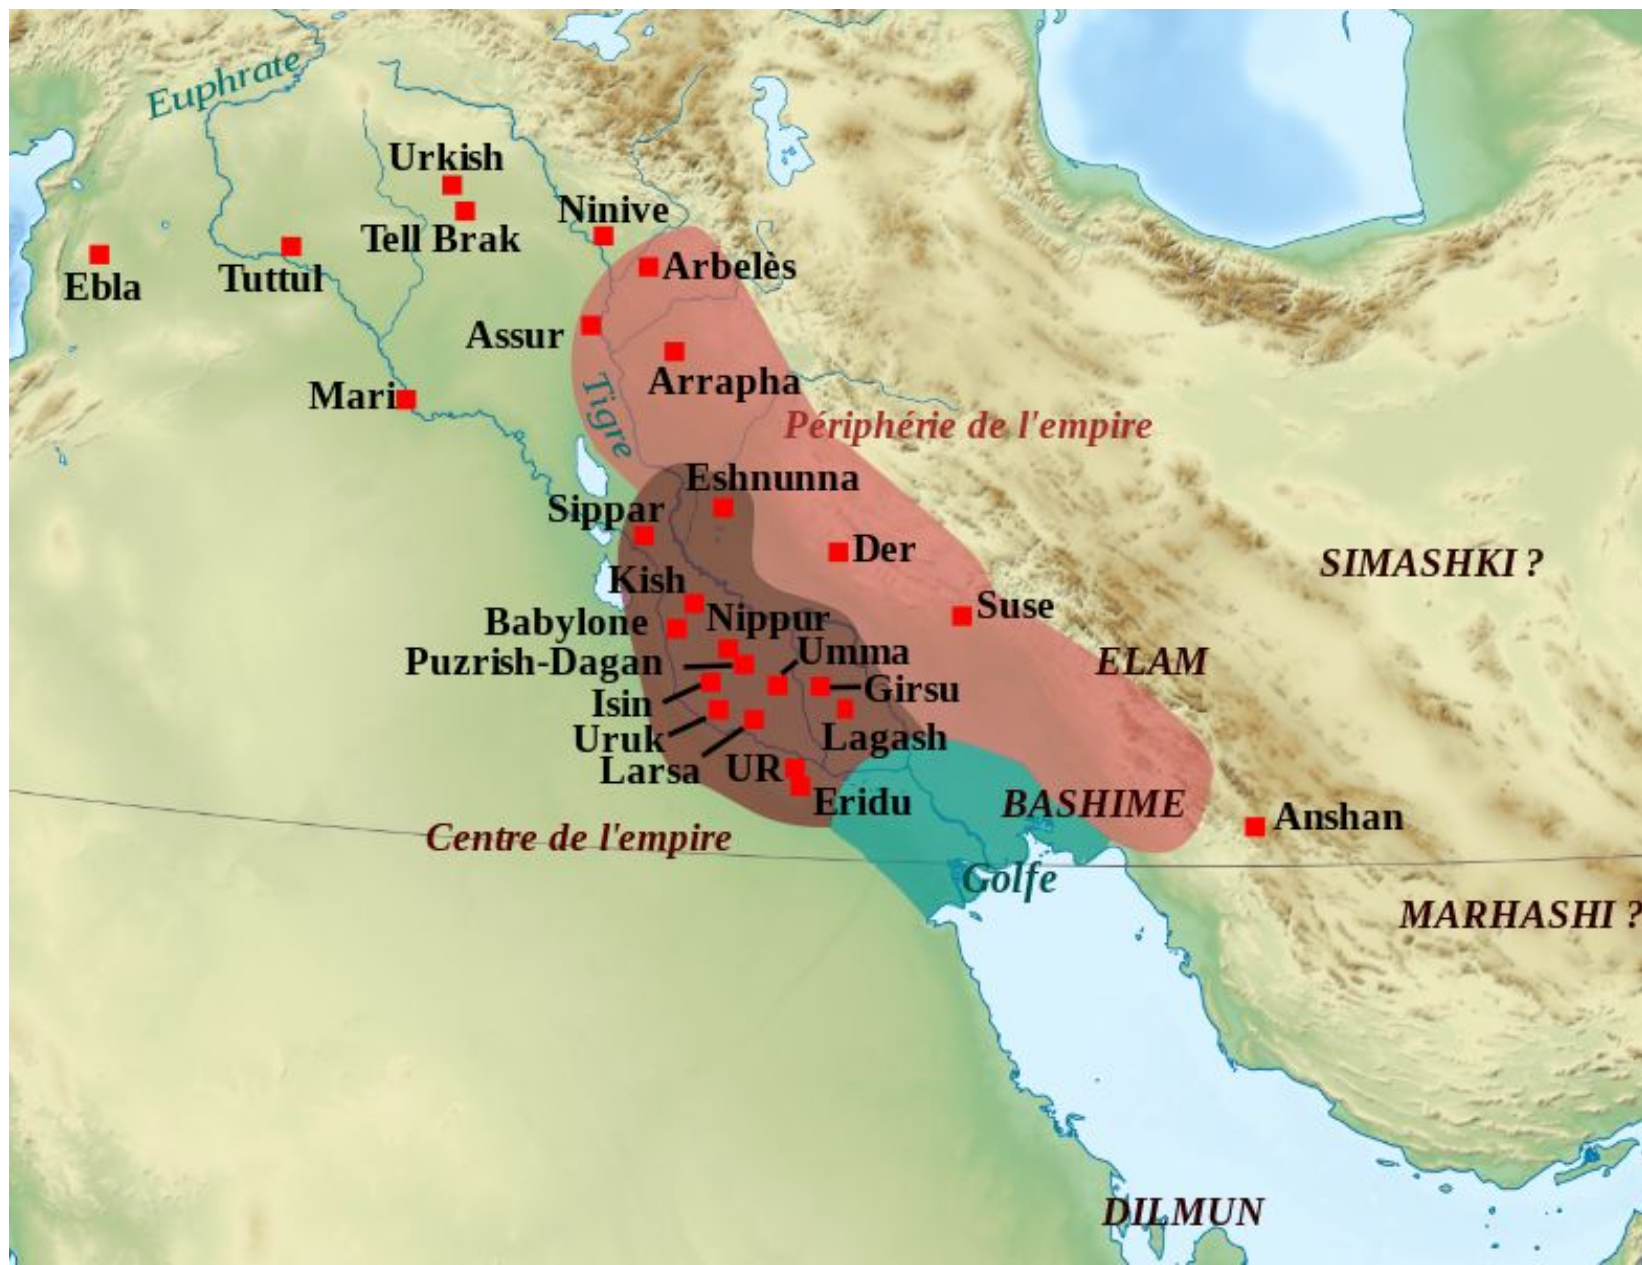 Euphrate
Urkish
Ninive
Tell Brak
Arbelès
Ebla
Tuttul
Assur
Arrapha
Mari
Tigre
Périphérie de l'empire
Eshnunna
Sippar
Der
SIMASHKI ?
Kish
Suse
Babylone
Nippur
Puzrish-Dagan
Umma
ELAM
Isin
Girsu
Uruk
Lagash
Larsa
UR
Eridu
BASHIME
Anshan
Centre de l'empire
Golfe
MARHASHI ?
DILMUN